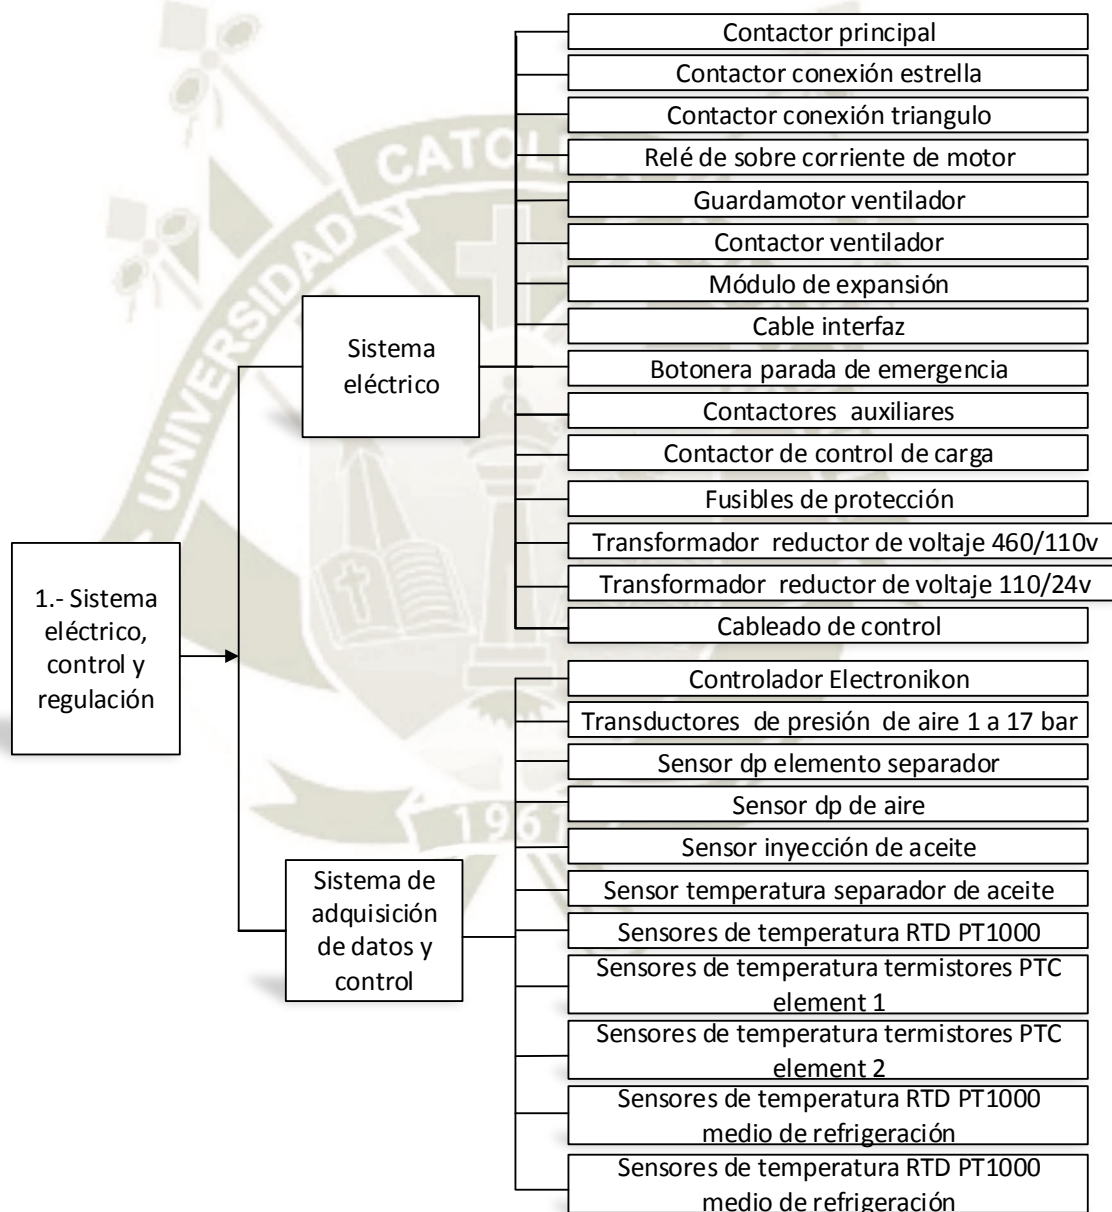 Contactor principal
Contactor conexión estrella
Contactor conexión triangulo
Relé de sobre corriente de motor
Guardamotor ventilador
Contactor ventilador
Módulo de expansión
Cable interfaz
Botonera parada de emergencia
Contactores auxiliares
Contactor de control de carga
Fusibles de protección
Transformador reductor de voltaje 460/110v
Transformador reductor de voltaje 110/24v
Cableado de control
Sistema
eléctrico
1.- Sistema
eléctrico,
control y
regulación
Controlador Electronikon
Transductores de presión de aire 1 a 17 bar
Sensor dp elemento separador
Sensor dp de aire
Sensor inyección de aceite
Sensor temperatura separador de aceite
Sensores de temperatura RTD PT1000
Sensores de temperatura termistores PTC
element 1
Sensores de temperatura termistores PTC
element 2
Sensores de temperatura RTD PT1000
medio de refrigeración
Sensores de temperatura RTD PT1000
medio de refrigeración
Sistema de
adquisición
de datos y
control
UNIVERSIDAD
1961